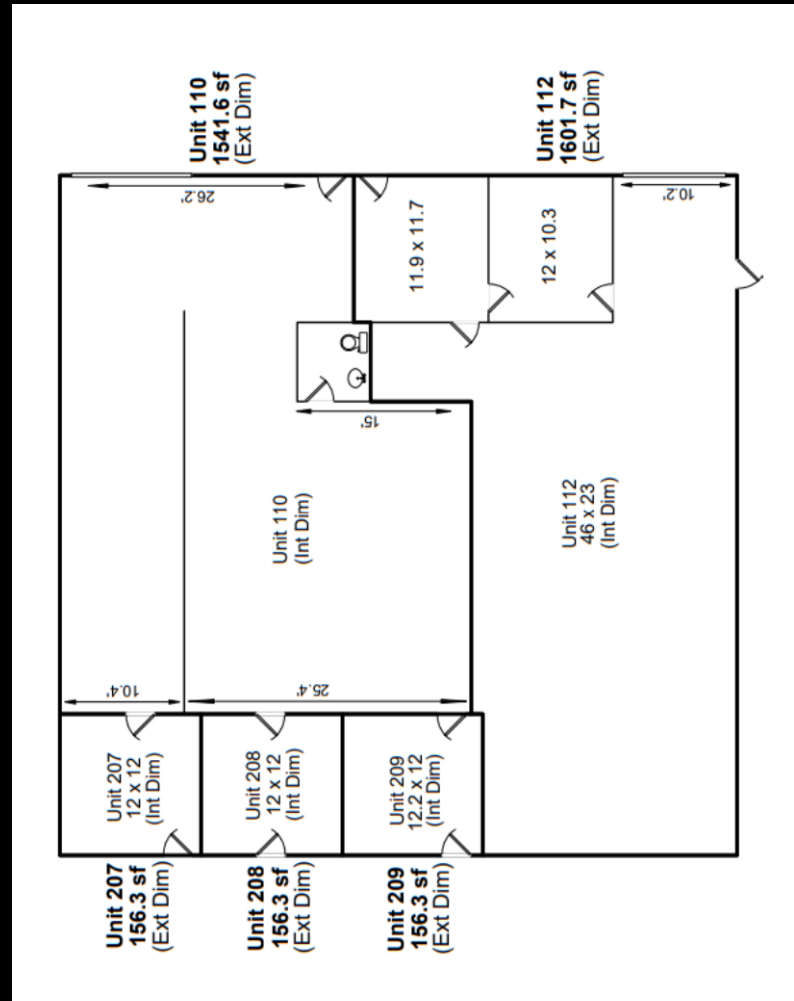 Unit 110
1541.6 sf
(Ext Dim)
Unit 112
1601.7 sf
(Ext Dim)
26.2'
10.2'
11.9 x 11.7
12 x 10.3
15'
Unit 110
(Int Dim)
Unit 112
46 x 23
(Int Dim)
10.4'
25.4'
Unit 207
12 x 12
(Int Dim)
Unit 208
12 x 12
(Int Dim)
Unit 209
12.2 x 12
(Int Dim)
Unit 207
156.3 sf
(Ext Dim)
Unit 208
156.3 sf
(Ext Dim)
Unit 209
156.3 sf
(Ext Dim)